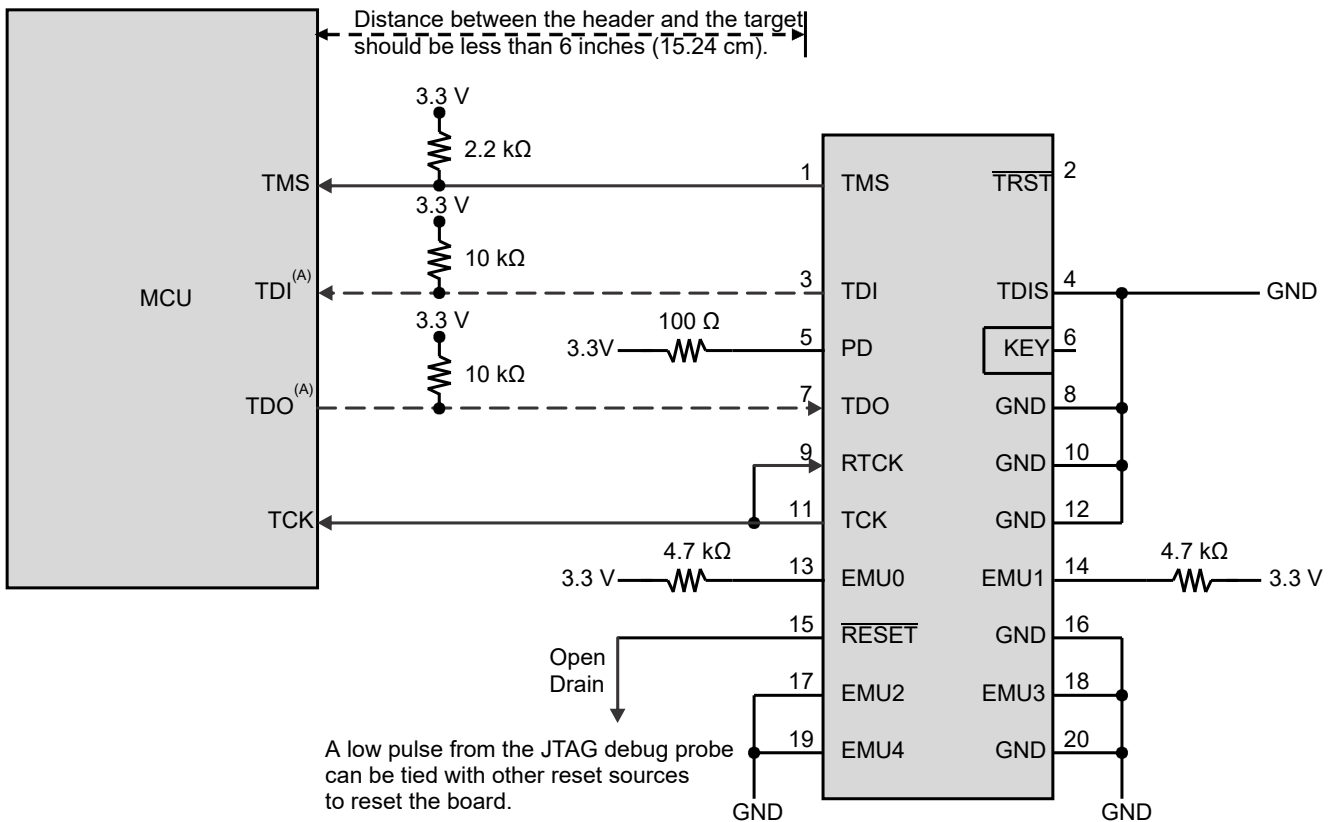 Distance between the header and the target
should be less than 6 inches (15.24 cm).
3.3 V
2.2 kΩ
TMS
1
TMS
TRST
2
3.3 V
10 kΩ
MCU
TDI(A)
3
TDI
TDIS
4
GND
3.3 V
100 Ω
3.3V
5
PD
KEY
6
10 kΩ
TDO(A)
7
TDO
GND
8
9
RTCK
GND
10
TCK
11
TCK
GND
12
4.7 kΩ
3.3 V
13
EMU0
EMU1
14
4.7 kΩ
3.3 V
15
RESET
GND
16
Open
Drain
17
EMU2
EMU3
18
19
EMU4
GND
20
A low pulse from the JTAG debug probe
can be tied with other reset sources
to reset the board.
GND
GND